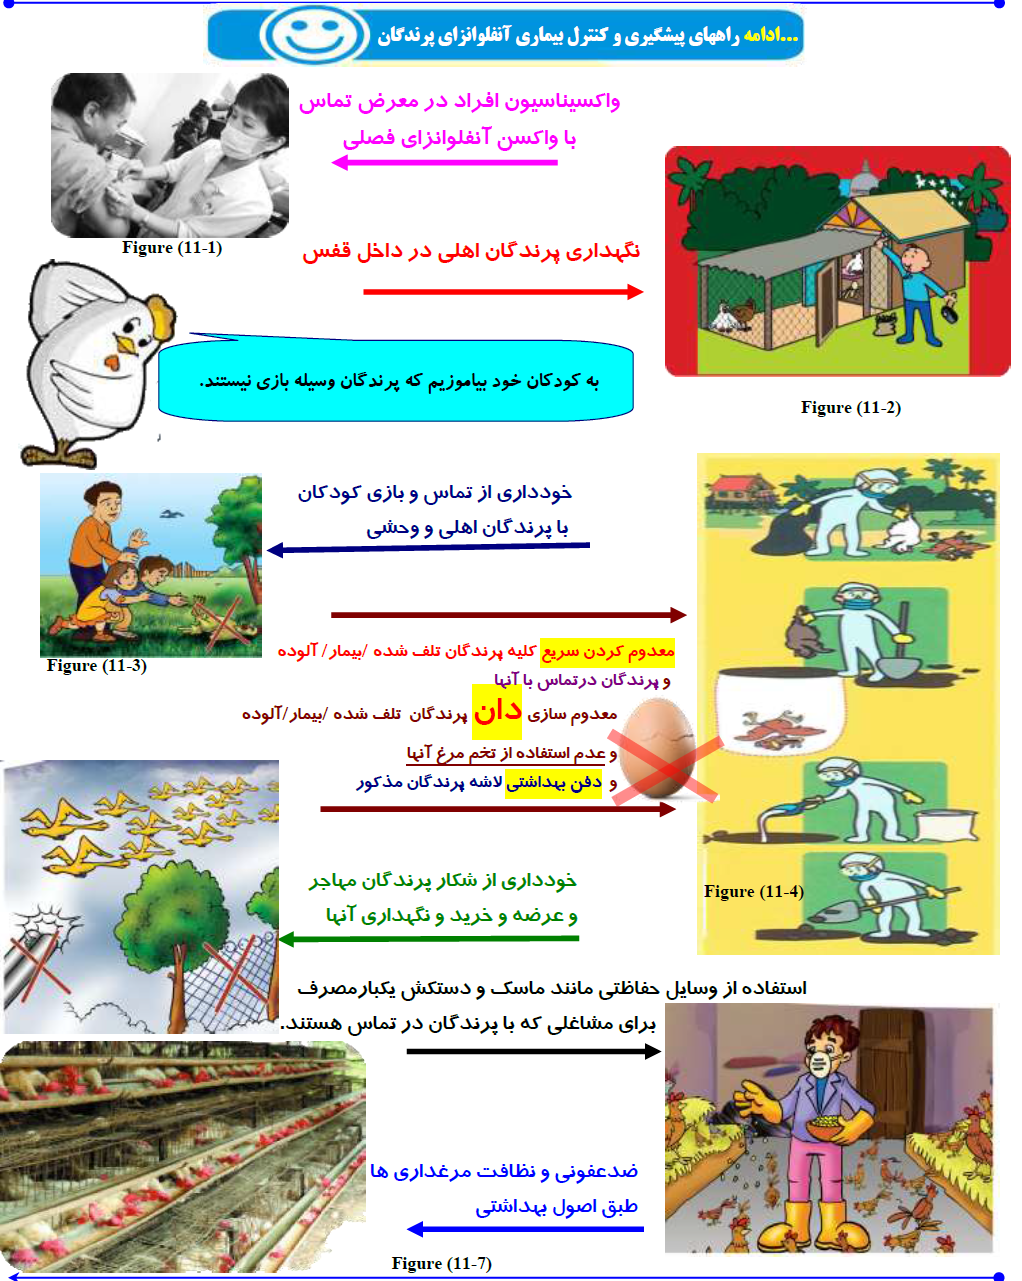 ...ادامه راههای پیشگیری و کنترل بیماری آنفلوانزای پرندگان
واکسیناسیون افراد در معرض تماس
با واکسن آنفلوانزای فصلی
Figure (11-1)
نگهداری پرندگان اهلی در داخل قفس
Figure (11-2)
به کودکان خود بیاموزیم که پرندگان وسیله بازی نیستند.
خودداری از تماس و بازی کودکان
با پرندگان اهلی و وحشی
Figure (11-3)
معدوم کردن سریع کلیه پرندگان تلف شده /بیمار/ آلوده
و پرندگان درتماس با آنها
معدوم سازی دان پرندگان تلف شده /بیمار/آلوده
و عدم استفاده از تخم مرغ آنها
و دفن بهداشتی لاشه پرندگان مذکور
Figure (11-4)
خودداری از شکار پرندگان مهاجر
و عرضه و خرید و نگهداری آنها
استفاده از وسایل حفاظتی مانند ماسک و دستکش یکبارمصرف
برای مشاغلی که با پرندگان در تماس هستند.
ضدعفونی و نظافت مرغداری ها
طبق اصول بهداشتی
Figure (11-7)